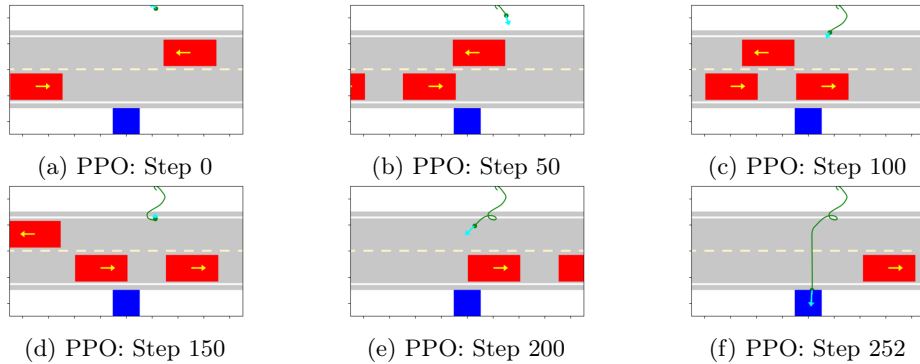 (a) PPO: Step 0
(b) PPO: Step 50
(c) PPO: Step 100
(d) PPO: Step 150
(e) PPO: Step 200
(f) PPO: Step 252